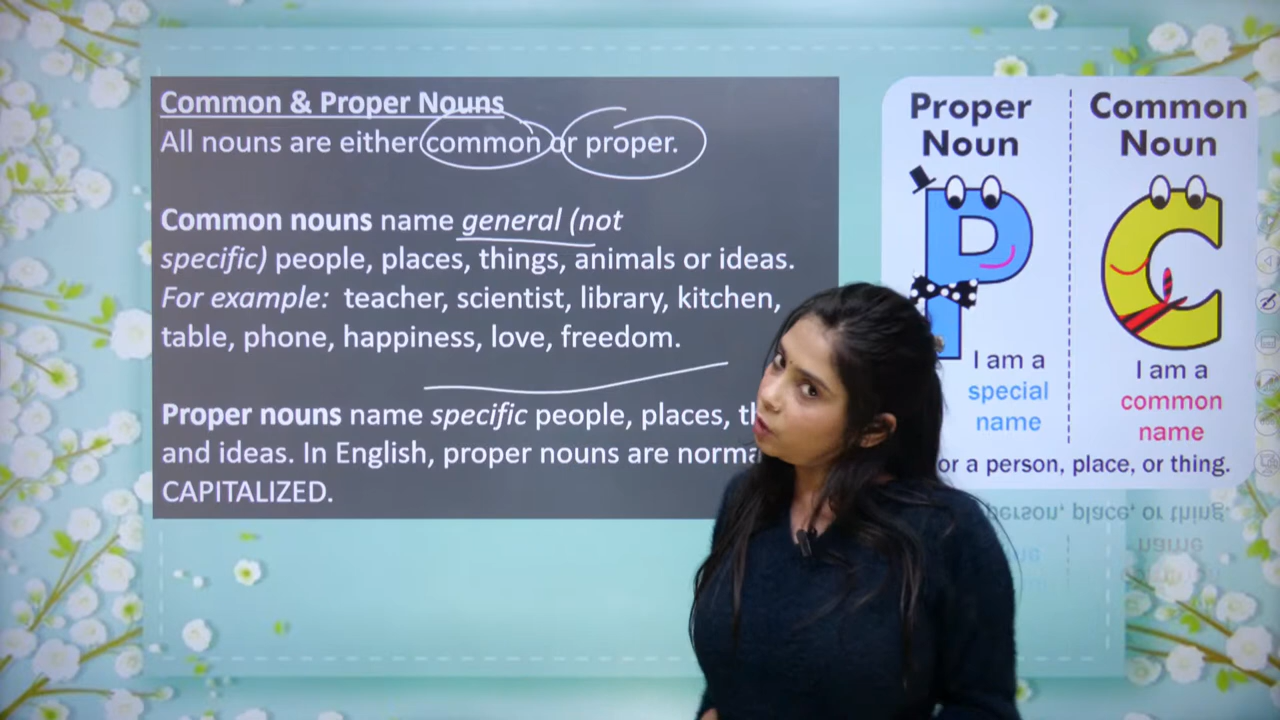 Common & Proper Nouns
All nouns are either common or proper.
Common nouns name general (not
specific) people, places, things, animals or ideas.
For example: teacher, scientist, library, kitchen,
table, phone, happiness, love, freedom.
Proper nouns name specific people, places,
and ideas. In English, proper nouns are
CAPITALIZED.
Proper
Noun
P
I am a
special
name
Common
Noun
C
I am a
common
name
or a person, place, or thing.